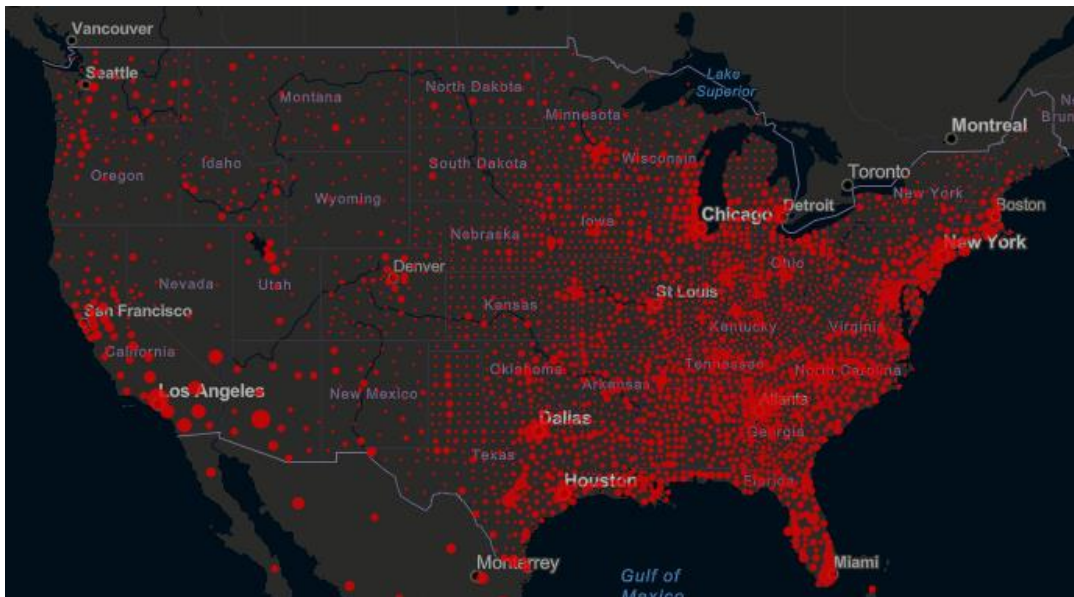 Vancouver
Seattle
Montana
North Dakota
Minnesota
Lake
Superior
Montreal
Oregon
Idaho
South Dakota
Wisconsin
Toronto
Wyoming
New York
Boston
Iowa
Chicago
Detroit
Nebraska
New York
Nevada
Utah
Denver
Ohio
San Francisco
Kansas
St Louis
California
Kentucky
Virginia
Los Angeles
New Mexico
Oklahoma
Arkansas
Tennessee
North Carolina
Dallas
Atlanta
Georgia
Texas
Houston
Florida
Monterrey
Gulf of
Mexico
Miami